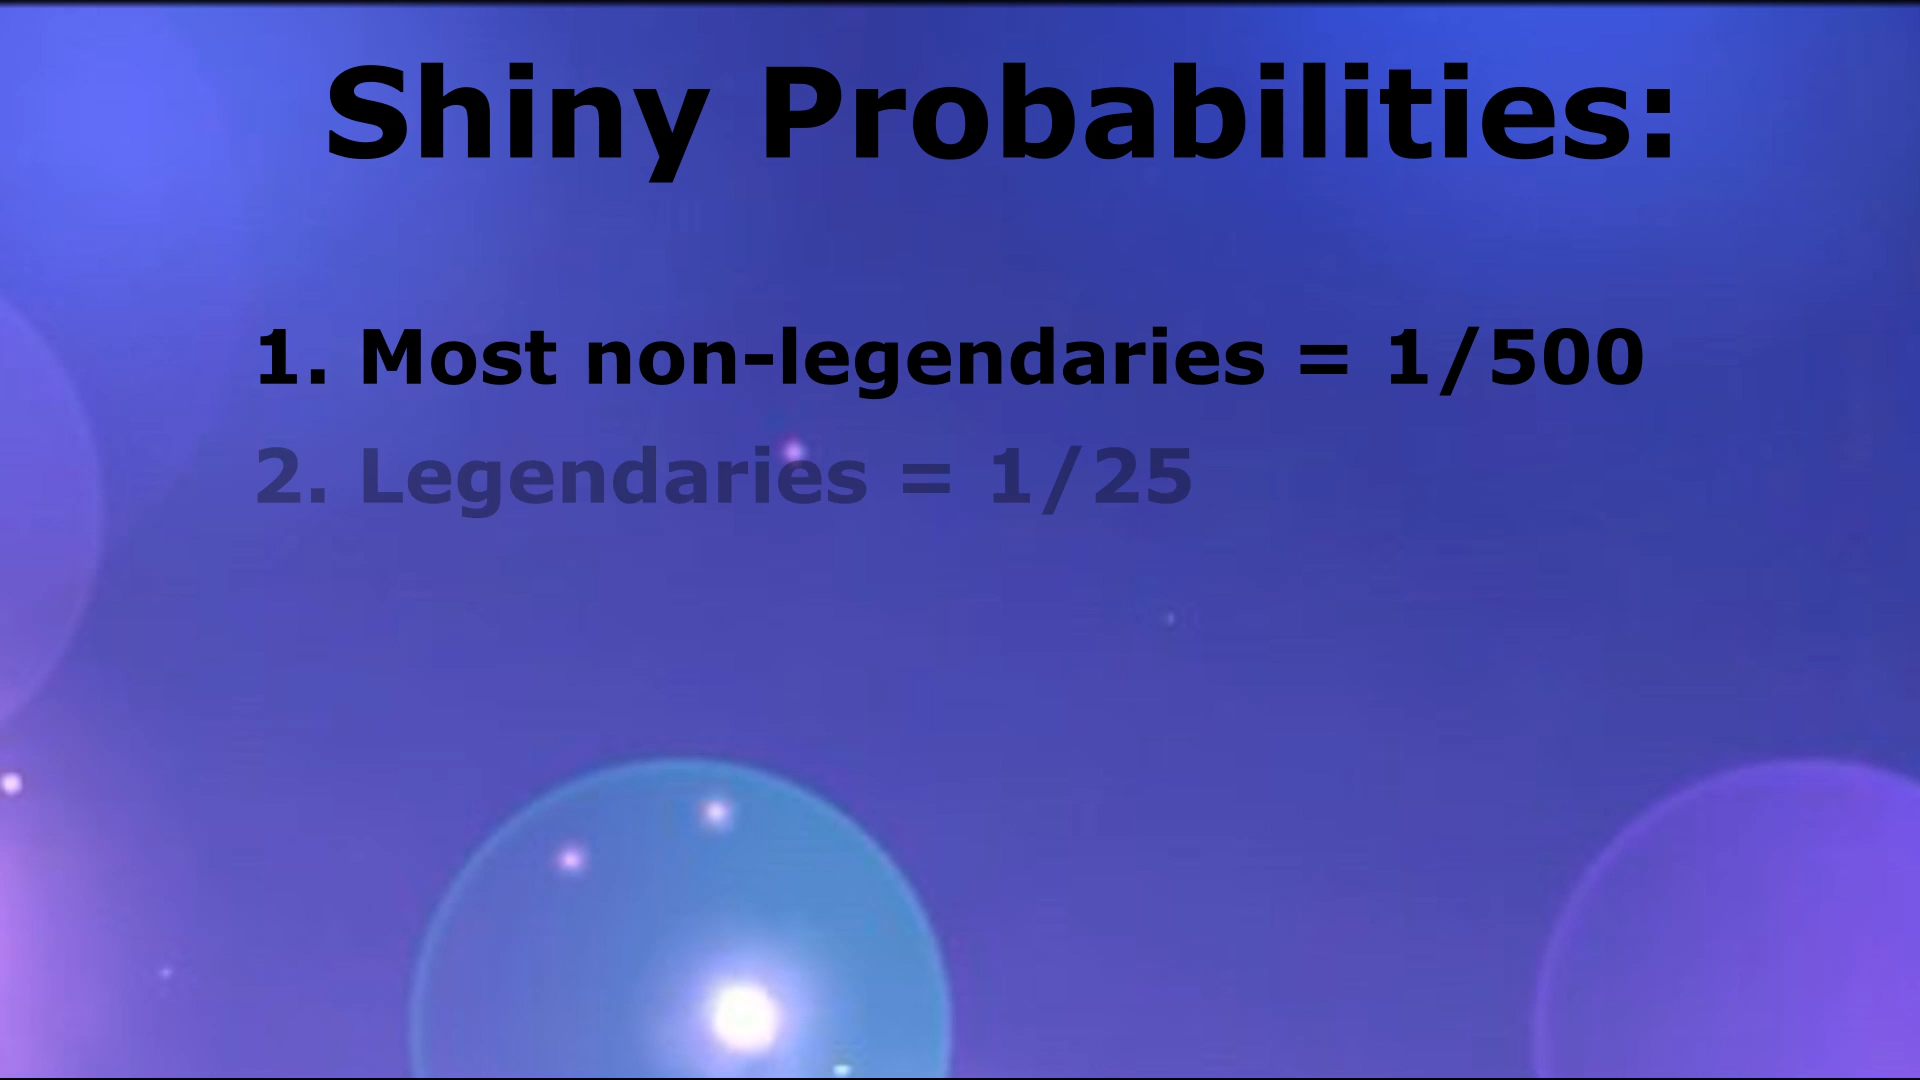 Shiny Probabilities:
1. Most non-legendaries = 1/500
2. Legendaries = 1/25